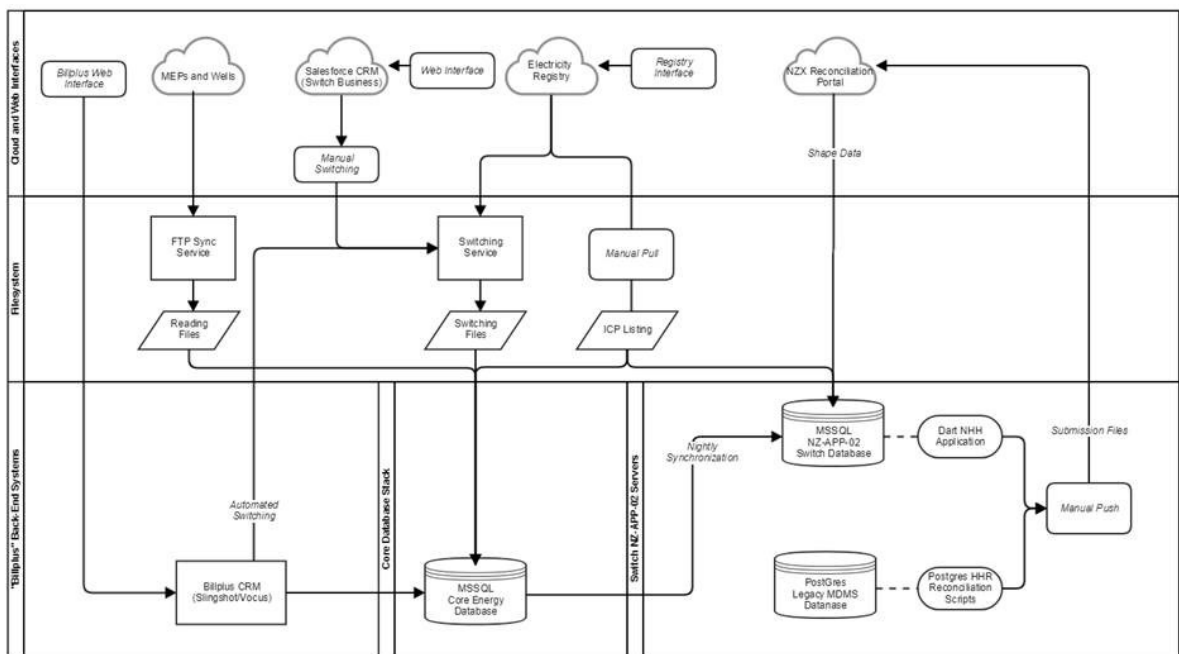 Cloud and Web Interfaces
Billplus Web
Interface
MEPs and Wells
Salesforce CRM
(Switch Business)
Web Interface
Electricity
Registry
Registry
Interface
NZX Reconciliation
Portal
Manual
Switching
Shape Data
Filesystem
FTP Sync
Service
Switching
Service
Manual Pull
Reading
Files
Switching
Files
ICP Listing
"Billplus" Back-End Systems
Automated
Switching
Billplus CRM
(Slingshot/Vocus)
Core Database Stack
MSSQL
Core Energy
Database
Switch NZ-APP-02 Servers
Nightly
Synchronization
MSSQL
NZ-APP-02
Switch Database
Dart NHH
Application
Submission Files
Manual Push
PostGres
Legacy MDMS
Datanase
Postgres HHR
Reconciliation
Scripts